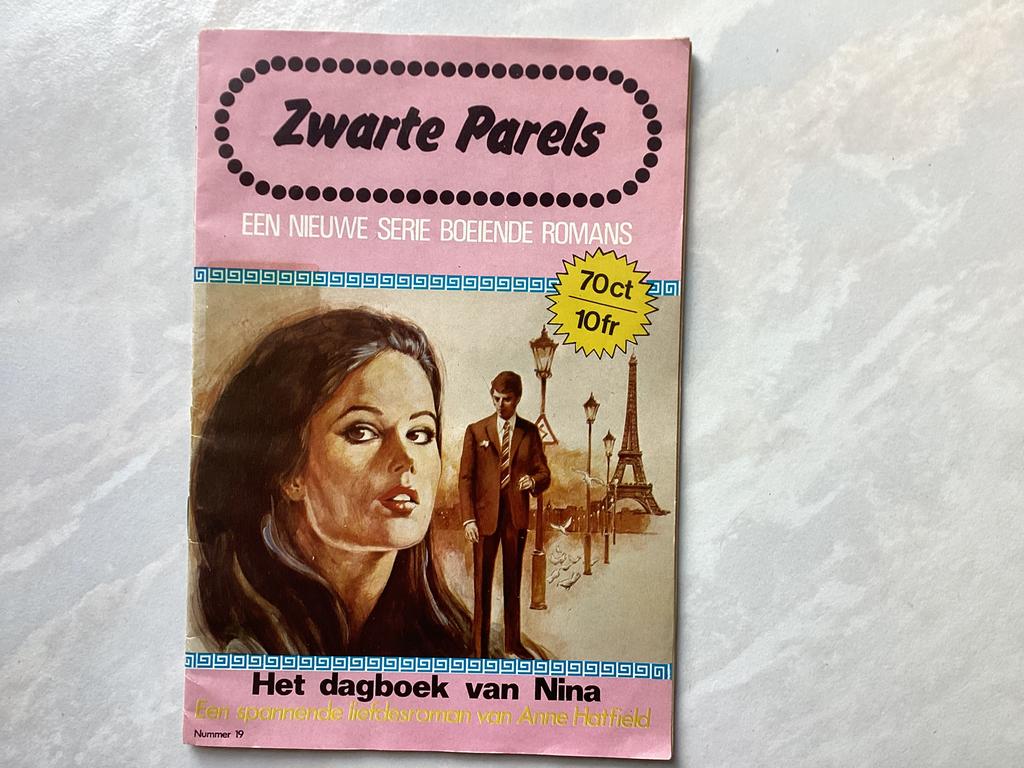 Zwarte Parels
EEN NIEUWE SERIE BOEIENDE ROMANS
70ct
10fr
Het dagboek van Nina
Een spannende liefdesroman van Anne Hatfield
Nummer 19